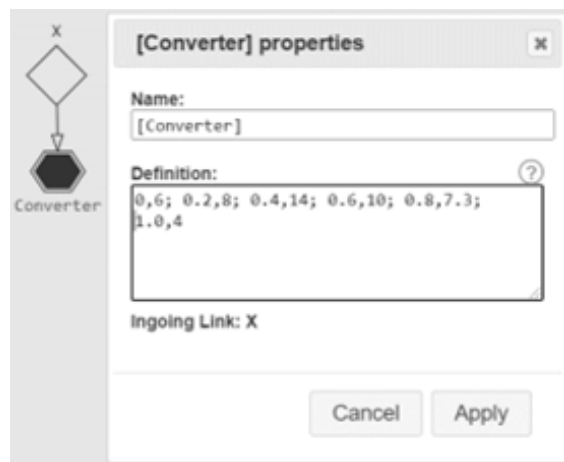 X
Converter
[Converter] properties
Name:
[Converter]
Definition:
?
0,6; 0.2,8; 0.4,14; 0.6,10; 0.8,7.3;
1.0,4
Ingoing Link: X
Cancel Apply